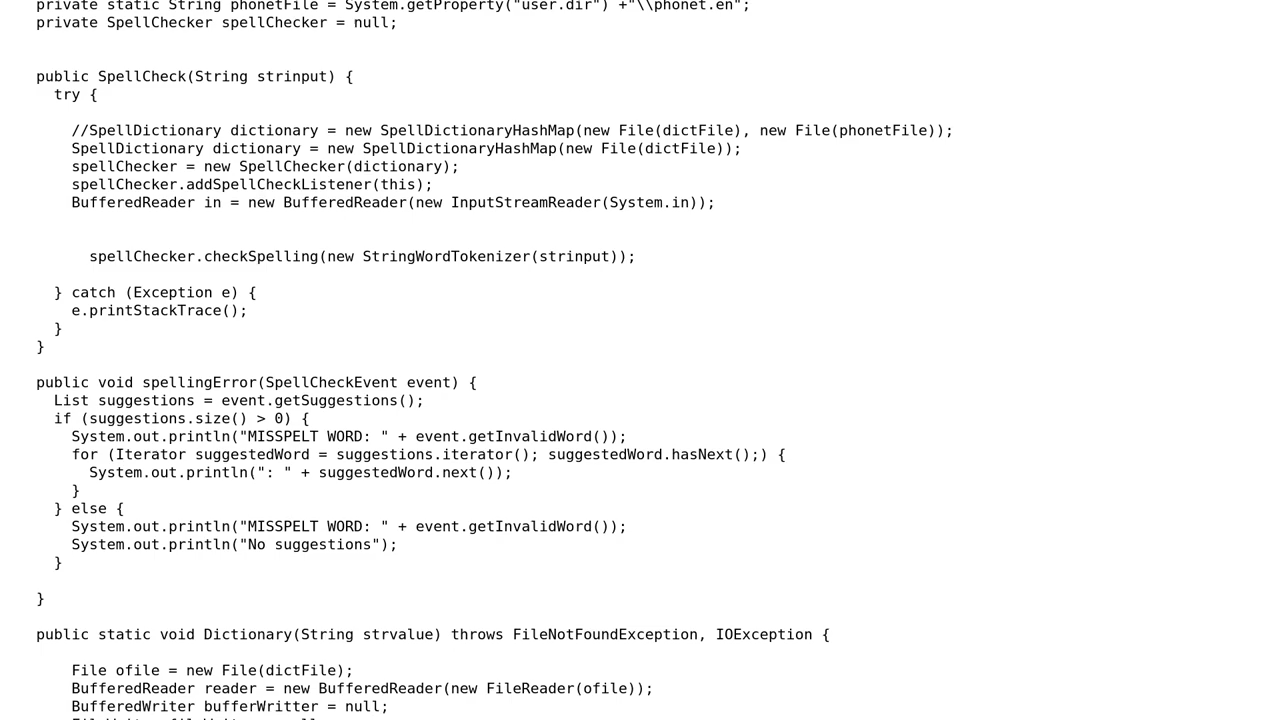 private static String phonetFile = System.getProperty("user.dir") +"\\phonet.en";
private SpellChecker spellChecker = null;
public SpellCheck(String strinput) {
try {
//SpellDictionary dictionary = new SpellDictionaryHashMap(new File(dictFile), new File(phonetFile));
SpellDictionary dictionary = new SpellDictionaryHashMap(new File(dictFile));
spellChecker = new SpellChecker(dictionary);
spellChecker.addSpellCheckListener(this);
BufferedReader in = new BufferedReader(new InputStreamReader(System.in));
spellChecker.checkSpelling(new StringWordTokenizer(strinput));
} catch (Exception e) {
e.printStackTrace();
}
}
public void spellingError(SpellCheckEvent event) {
List suggestions = event.getSuggestions();
if (suggestions.size() > 0) {
System.out.println("MISSPELT WORD: " + event.getInvalidWord());
for (Iterator suggestedWord = suggestions.iterator(); suggestedWord.hasNext();) {
System.out.println(": " + suggestedWord.next());
}
} else {
System.out.println("MISSPELT WORD: " + event.getInvalidWord());
System.out.println("No suggestions");
}
}
public static void Dictionary(String strvalue) throws FileNotFoundException, IOException {
File ofile = new File(dictFile);
BufferedReader reader = new BufferedReader(new FileReader(ofile));
BufferedWriter bufferWritter = null;